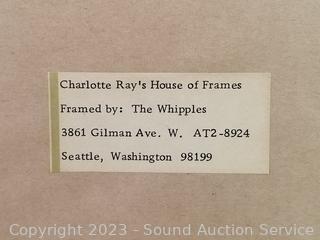 Charlotte Ray's House of Frames
Framed by: The Whipples
3861 Gilman Ave. W. AT2-8924
Seattle, Washington 98199
Copyright 2023 - Sound Auction Service